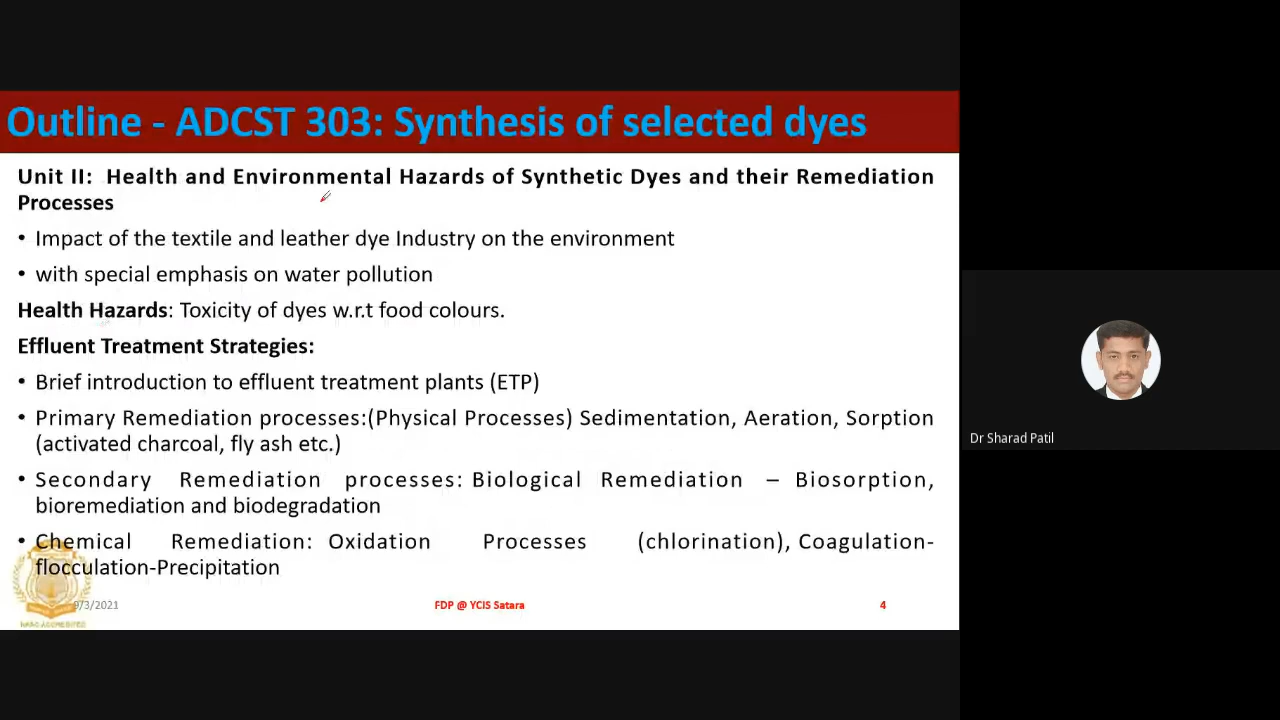 Outline - ADCST 303: Synthesis of selected dyes
Unit II: Health and Environmental Hazards of Synthetic Dyes and their Remediation
Processes
• Impact of the textile and leather dye Industry on the environment
• with special emphasis on water pollution
Health Hazards: Toxicity of dyes w.r.t food colours.
Effluent Treatment Strategies:
• Brief introduction to effluent treatment plants (ETP)
• Primary Remediation processes:(Physical Processes) Sedimentation, Aeration, Sorption
(activated charcoal, fly ash etc.)
• Secondary Remediation processes: Biological Remediation – Biosorption,
bioremediation and biodegradation
• Chemical Remediation: Oxidation Processes (chlorination), Coagulation-
flocculation-Precipitation
9/3/2021
FDP @ YCIS Satara
4
NAAC ACCREDITED
Dr Sharad Patil